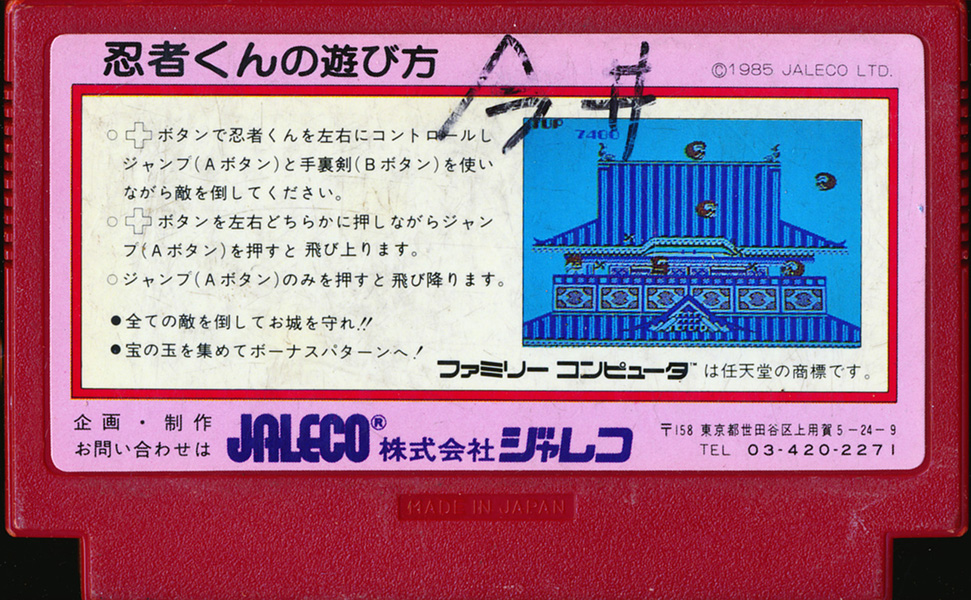 忍者くんの遊び方
今井
©1985 JALECO LTD.
○ボタンで忍者くんを左右にコントロールし
ジャンプ(Aボタン)と手裏剣(Bボタン)を使い
ながら敵を倒してください。
○ボタンを左右どちらかに押しながらジャン
プ(Aボタン)を押すと飛び上ります。
○ジャンプ(Aボタン)のみを押すと飛び降ります。
●全ての敵を倒してお城を守れ!!
●宝の玉を集めてボーナスパターンへ!
1UP
7400
ファミリーコンピュータ™は任天堂の商標です。
企画・制作
お問い合わせは
JALECO® 株式会社ジャレコ
〒158 東京都世田谷区上用賀5-24-9
TEL 03-420-2271
MADE IN JAPAN